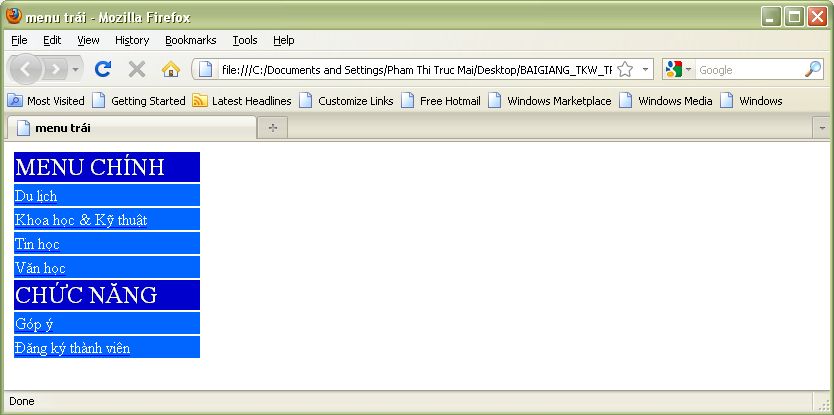 menu trái - Mozilla Firefox
File Edit View History Bookmarks Tools Help
file:///C:/Documents and Settings/Pham Thi Truc Mai/Desktop/BAIGIANG_TKW_TF Google
Most Visited Getting Started Latest Headlines Customize Links Free Hotmail Windows Marketplace Windows Media Windows
menu trái
MENU CHÍNH
Du lịch
Khoa học & Kỹ thuật
Tin học
Văn học
CHỨC NĂNG
Góp ý
Đăng ký thành viên
Done